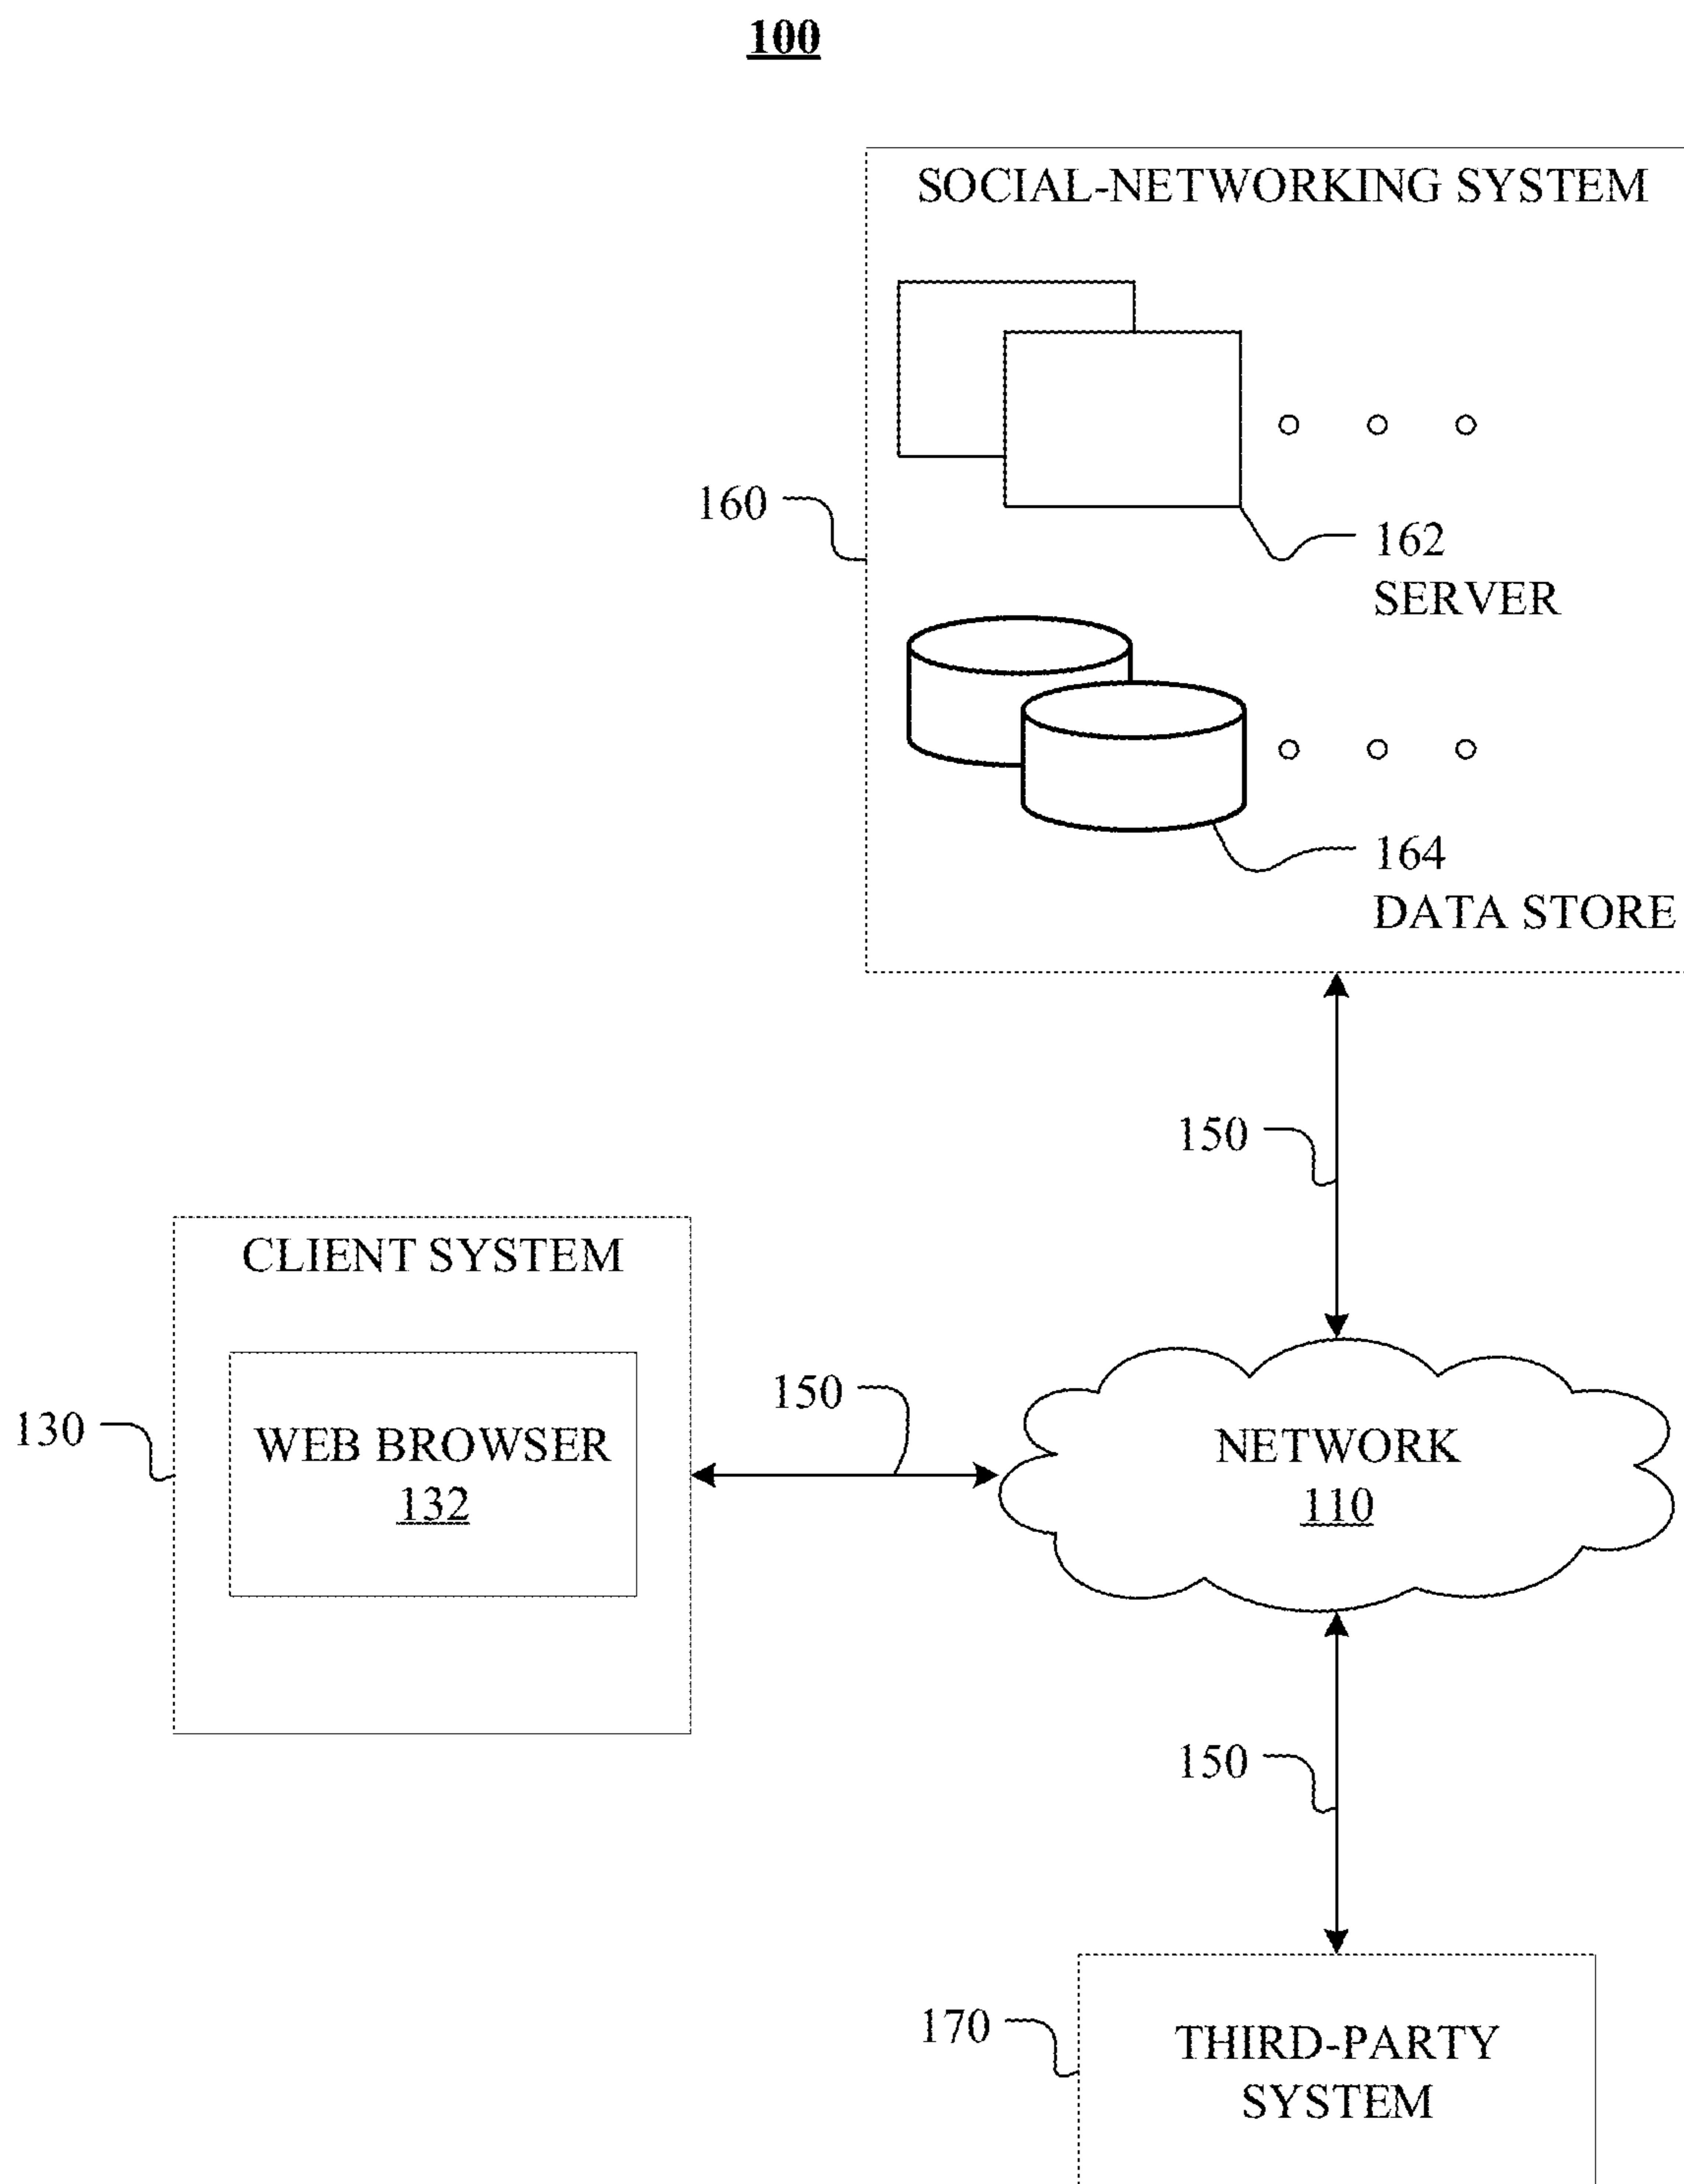 100
SOCIAL-NETWORKING SYSTEM
160
162
SERVER
164
DATA STORE
150
CLIENT SYSTEM
130
WEB BROWSER
132
150
NETWORK
110
150
170
THIRD-PARTY
SYSTEM